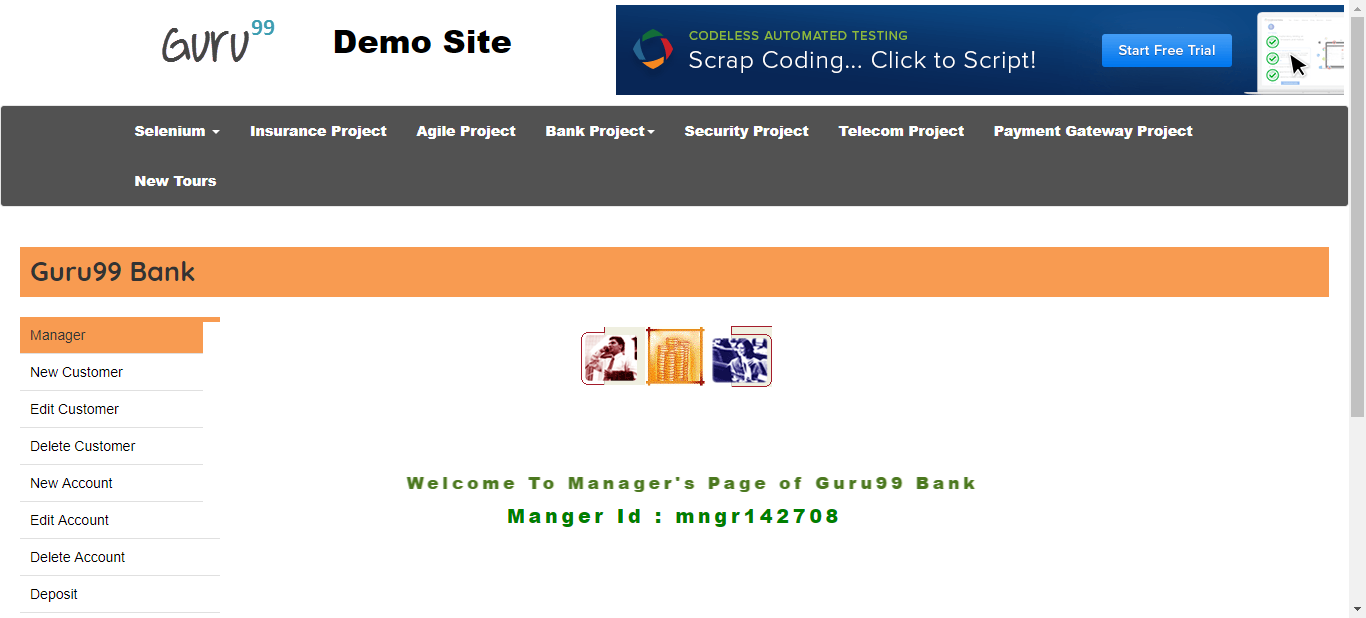 Guru99
Demo Site
CODELESS AUTOMATED TESTING
Scrap Coding... Click to Script!
Start Free Trial
Selenium
Insurance Project
Agile Project
Bank Project
Security Project
Telecom Project
Payment Gateway Project
New Tours
Guru99 Bank
Manager
New Customer
Edit Customer
Delete Customer
New Account
Edit Account
Delete Account
Deposit
Welcome To Manager's Page of Guru99 Bank
Manger Id : mngr142708